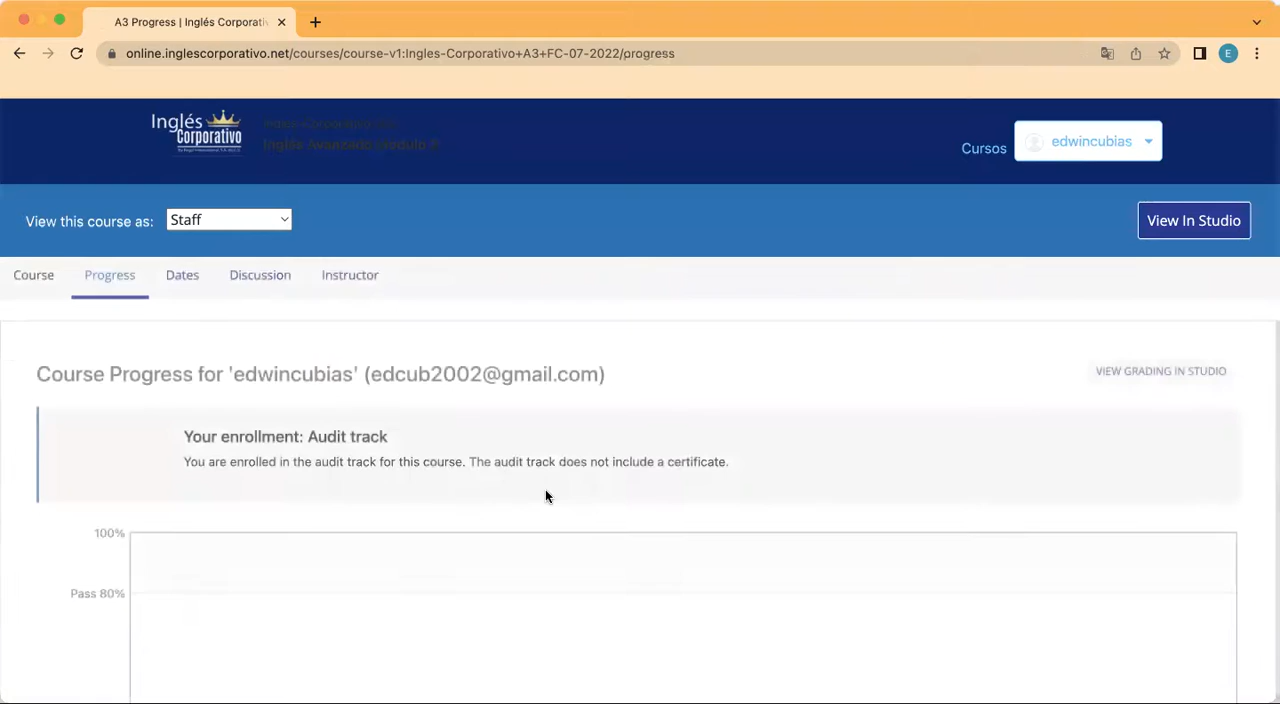 A3 Progress | Inglés Corporati
online.inglescorporativo.net/courses/course-v1:Ingles-Corporativo+A3+FC-07-2022/progress
E
Inglés
Corporativo
Cursos
edwincubias
View this course as:
Staff
View In Studio
Course
Progress
Dates
Discussion
Instructor
Course Progress for 'edwincubias' (edcub2002@gmail.com)
VIEW GRADING IN STUDIO
Your enrollment: Audit track
You are enrolled in the audit track for this course. The audit track does not include a certificate.
100%
Pass 80%